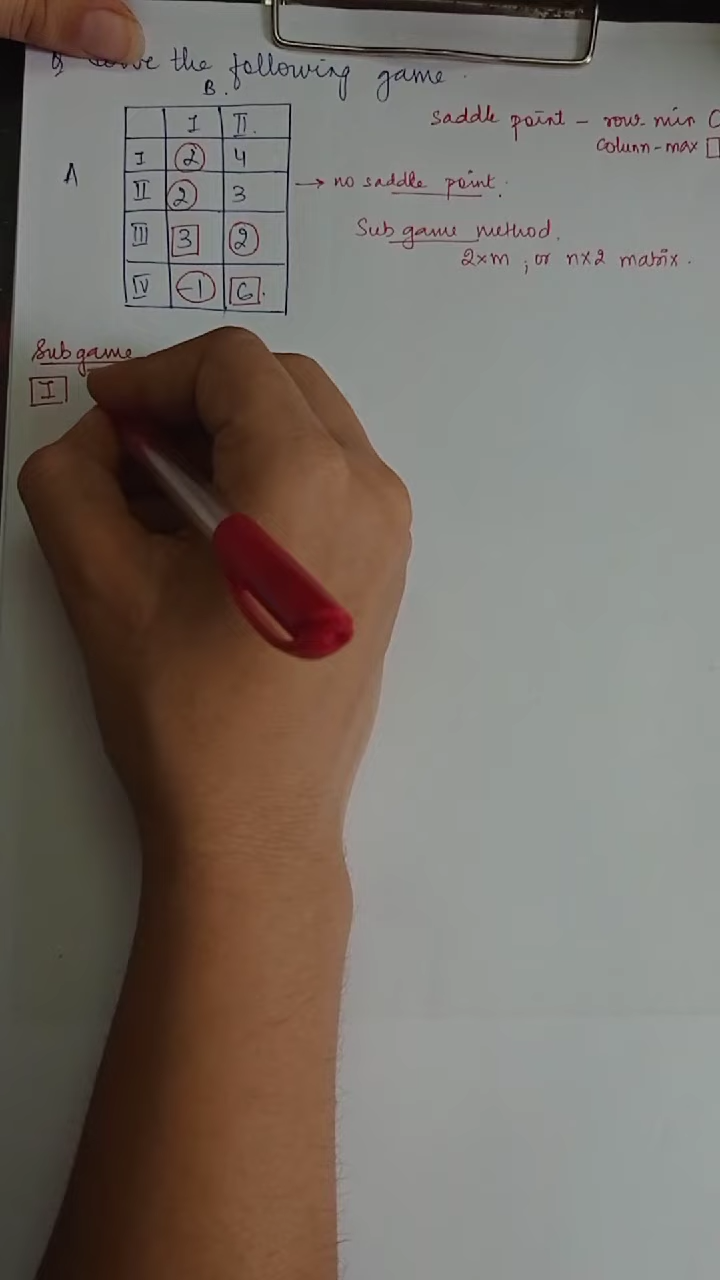 the following game.
B.
I II.
I 2 4
A
II 2 3
III 3 2
IV -1 6.
saddle point - row min
column-max
→ no saddle point.
Sub game method.
2×m , or n×2 matrix.
Subgame
I